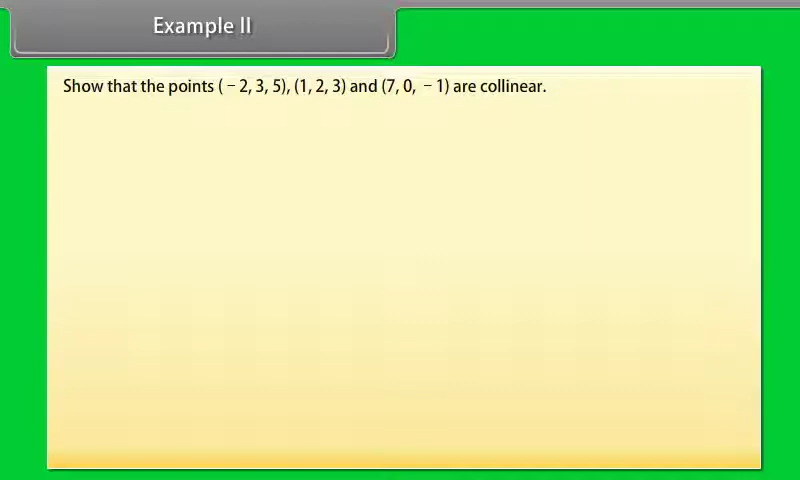 Example II
Show that the points ( − 2, 3, 5), (1, 2, 3) and (7, 0, − 1) are collinear.